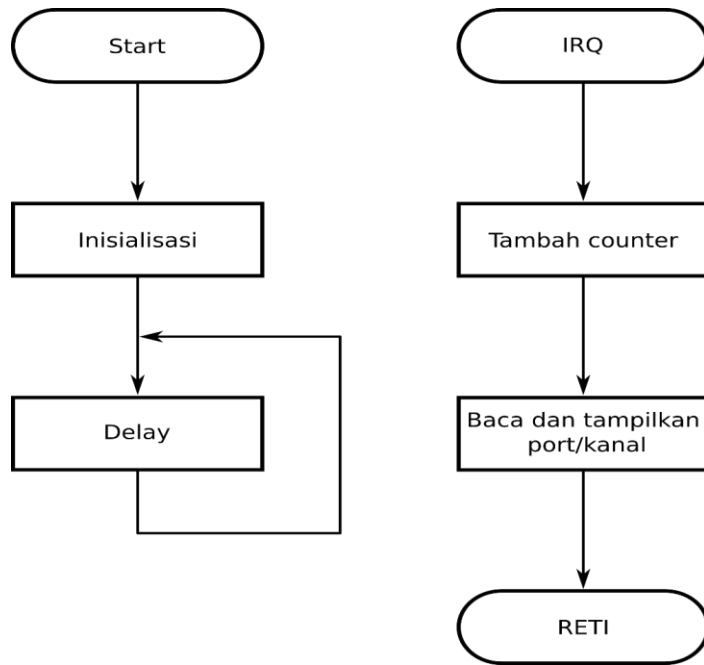 Start
Inisialisasi
Delay
IRQ
Tambah counter
Baca dan tampilkan
port/kanal
RETI